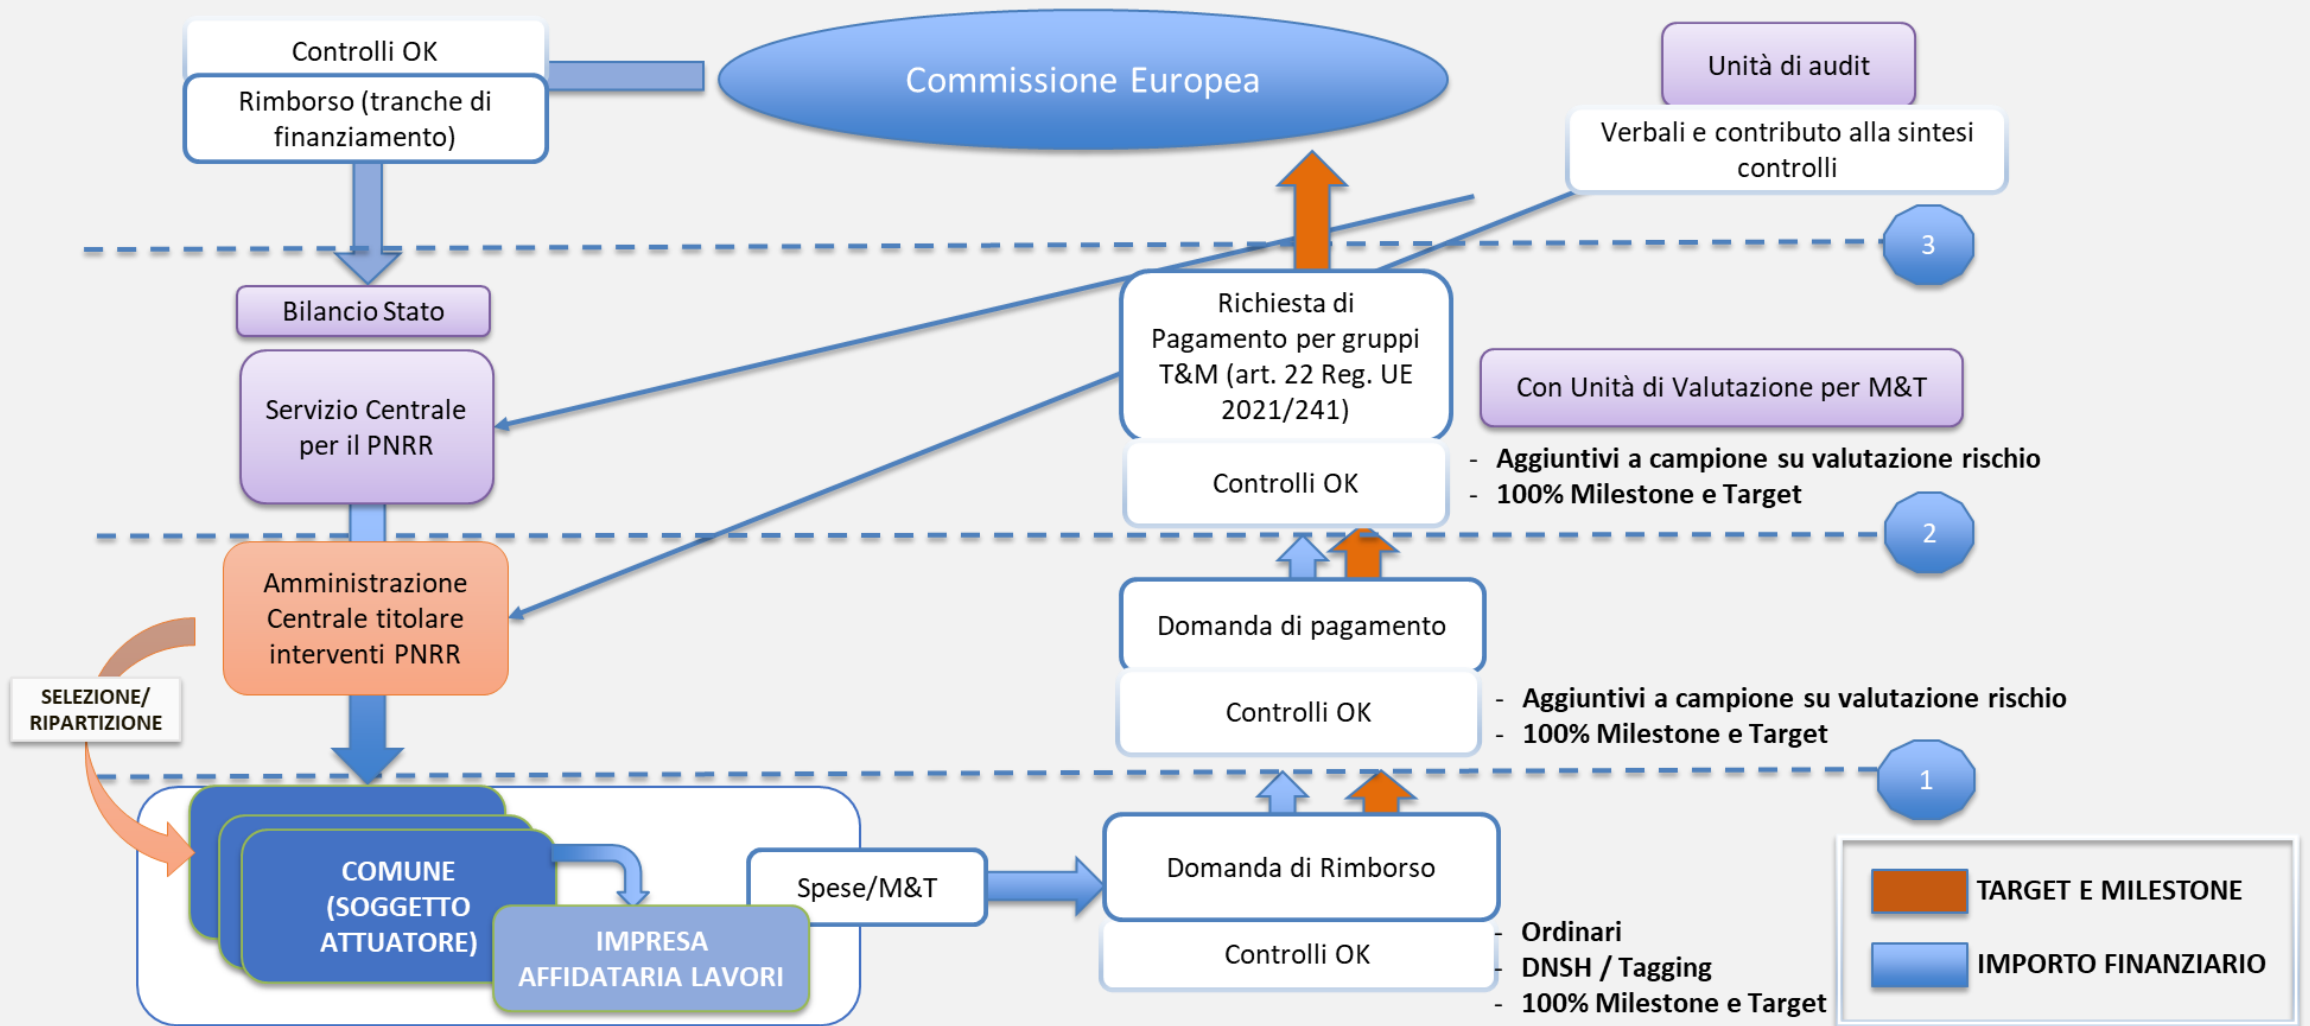 Controlli OK
Rimborso (tranche di
finanziamento)
Commissione Europea
Unità di audit
Verbali e contributo alla sintesi
controlli
3
Bilancio Stato
Servizio Centrale
per il PNRR
Richiesta di
Pagamento per gruppi
T&M (art. 22 Reg. UE
2021/241)
Controlli OK
Con Unità di Valutazione per M&T
- Aggiuntivi a campione su valutazione rischio
- 100% Milestone e Target
2
Amministrazione
Centrale titolare
interventi PNRR
SELEZIONE/
RIPARTIZIONE
Domanda di pagamento
Controlli OK
- Aggiuntivi a campione su valutazione rischio
- 100% Milestone e Target
1
COMUNE
(SOGGETTO
ATTUATORE)
IMPRESA
AFFIDATARIA LAVORI
Spese/M&T
Domanda di Rimborso
Controlli OK
- Ordinari
- DNSH / Tagging
- 100% Milestone e Target
TARGET E MILESTONE
IMPORTO FINANZIARIO